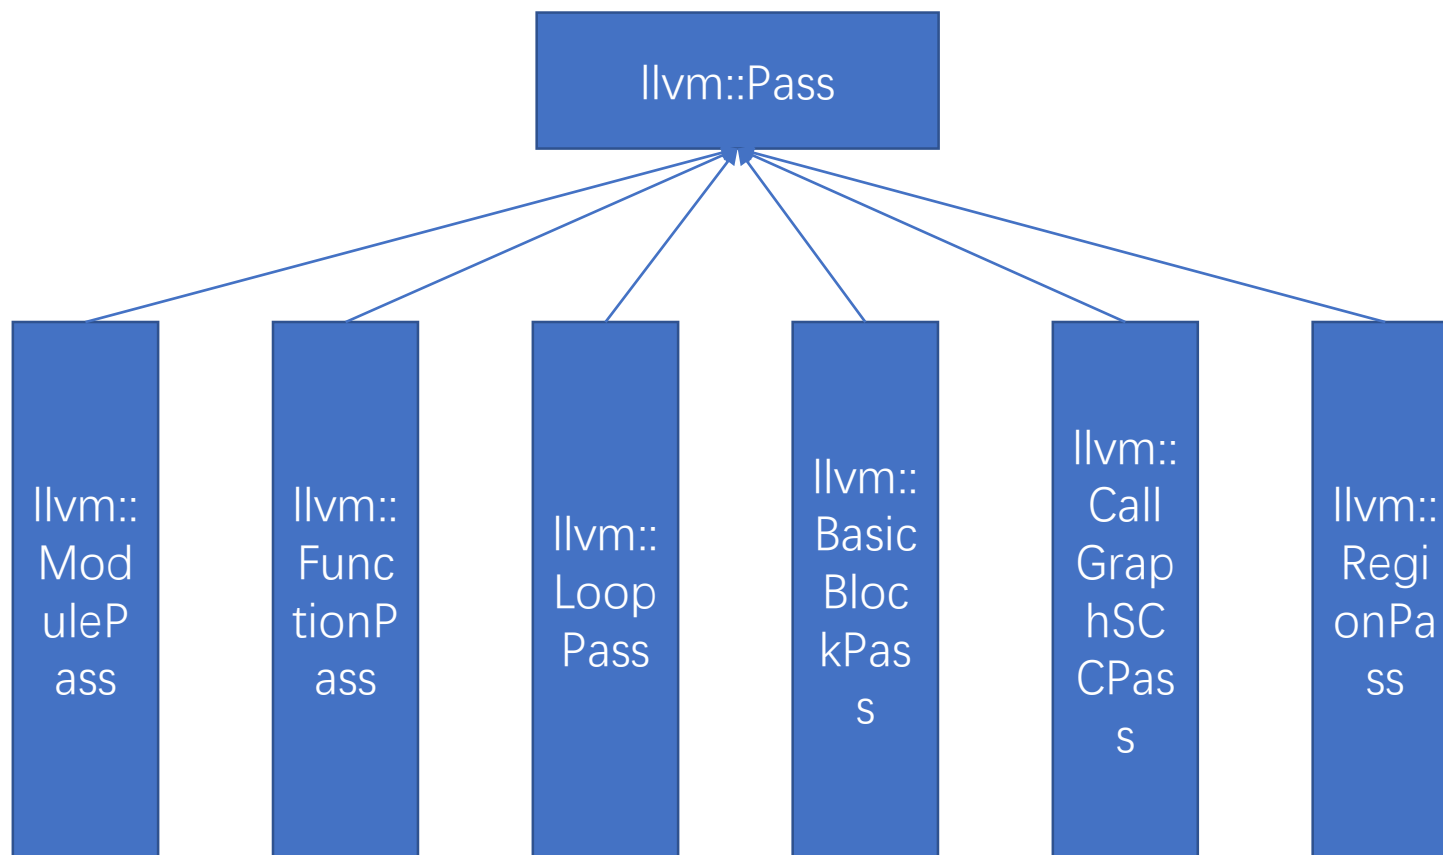 llvm::Pass
llvm::
Mod
uleP
ass
llvm::
Func
tionP
ass
llvm::
Loop
Pass
llvm::
Basic
Bloc
kPas
s
llvm::
Call
Grap
hSC
CPas
s
llvm::
Regi
onPa
ss